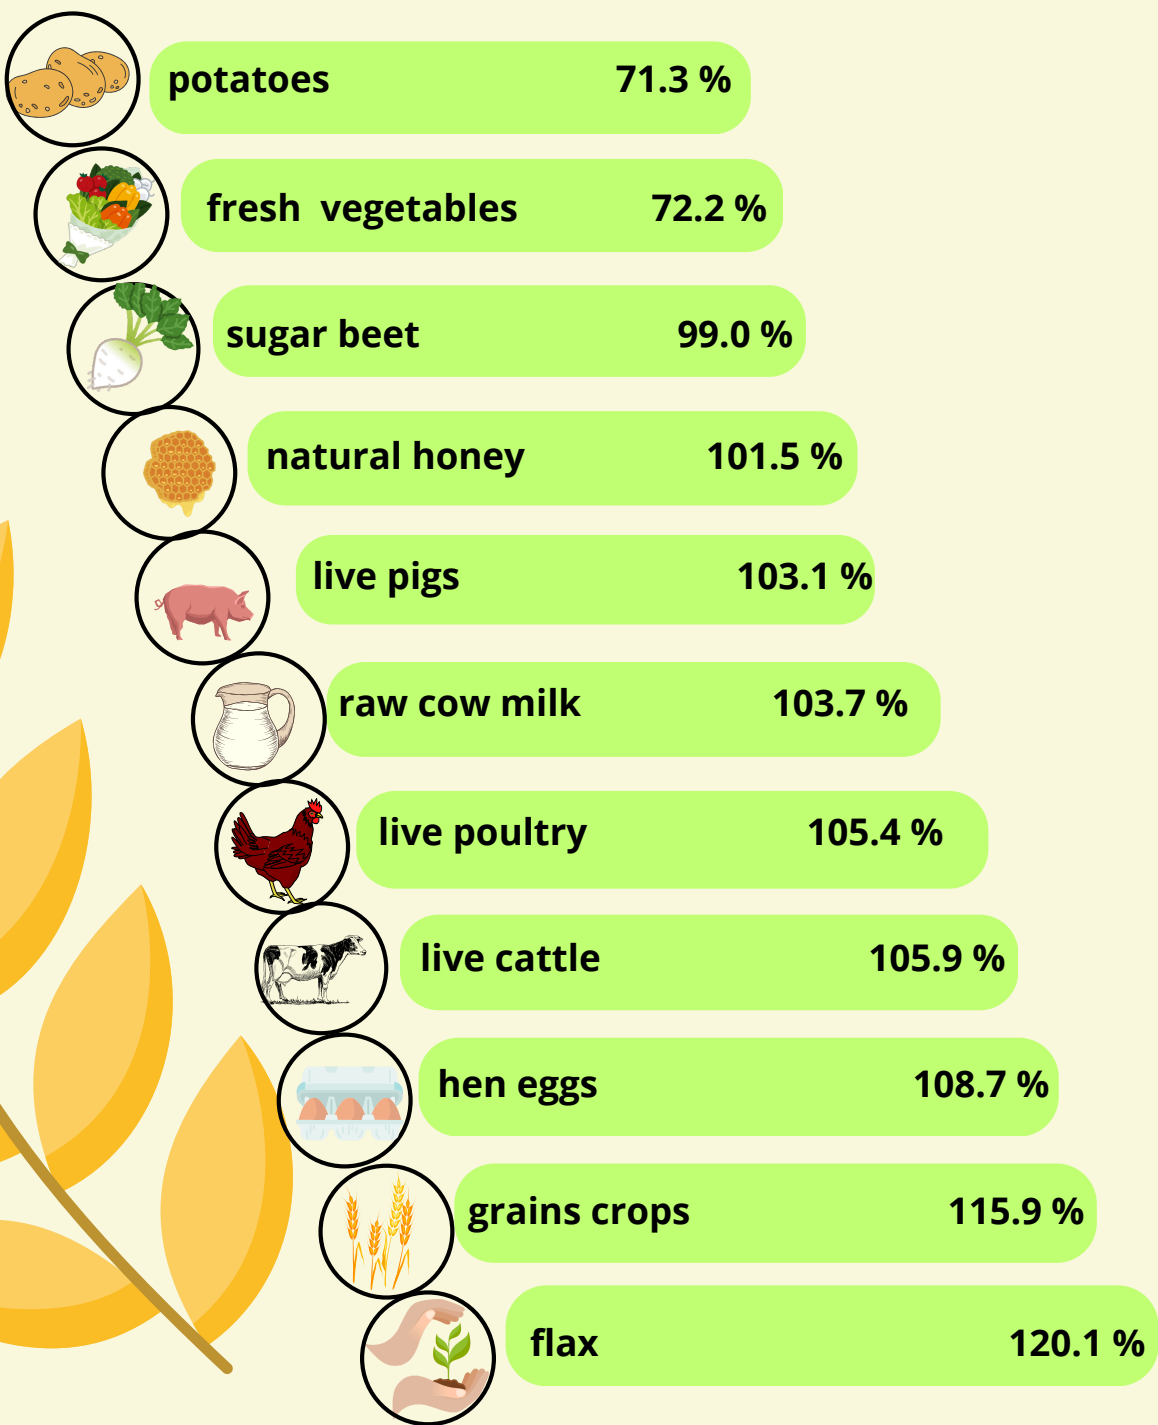 potatoes 71.3 %
fresh vegetables 72.2 %
sugar beet 99.0 %
natural honey 101.5 %
live pigs 103.1 %
raw cow milk 103.7 %
live poultry 105.4 %
live cattle 105.9 %
hen eggs 108.7 %
grains crops 115.9 %
flax 120.1 %